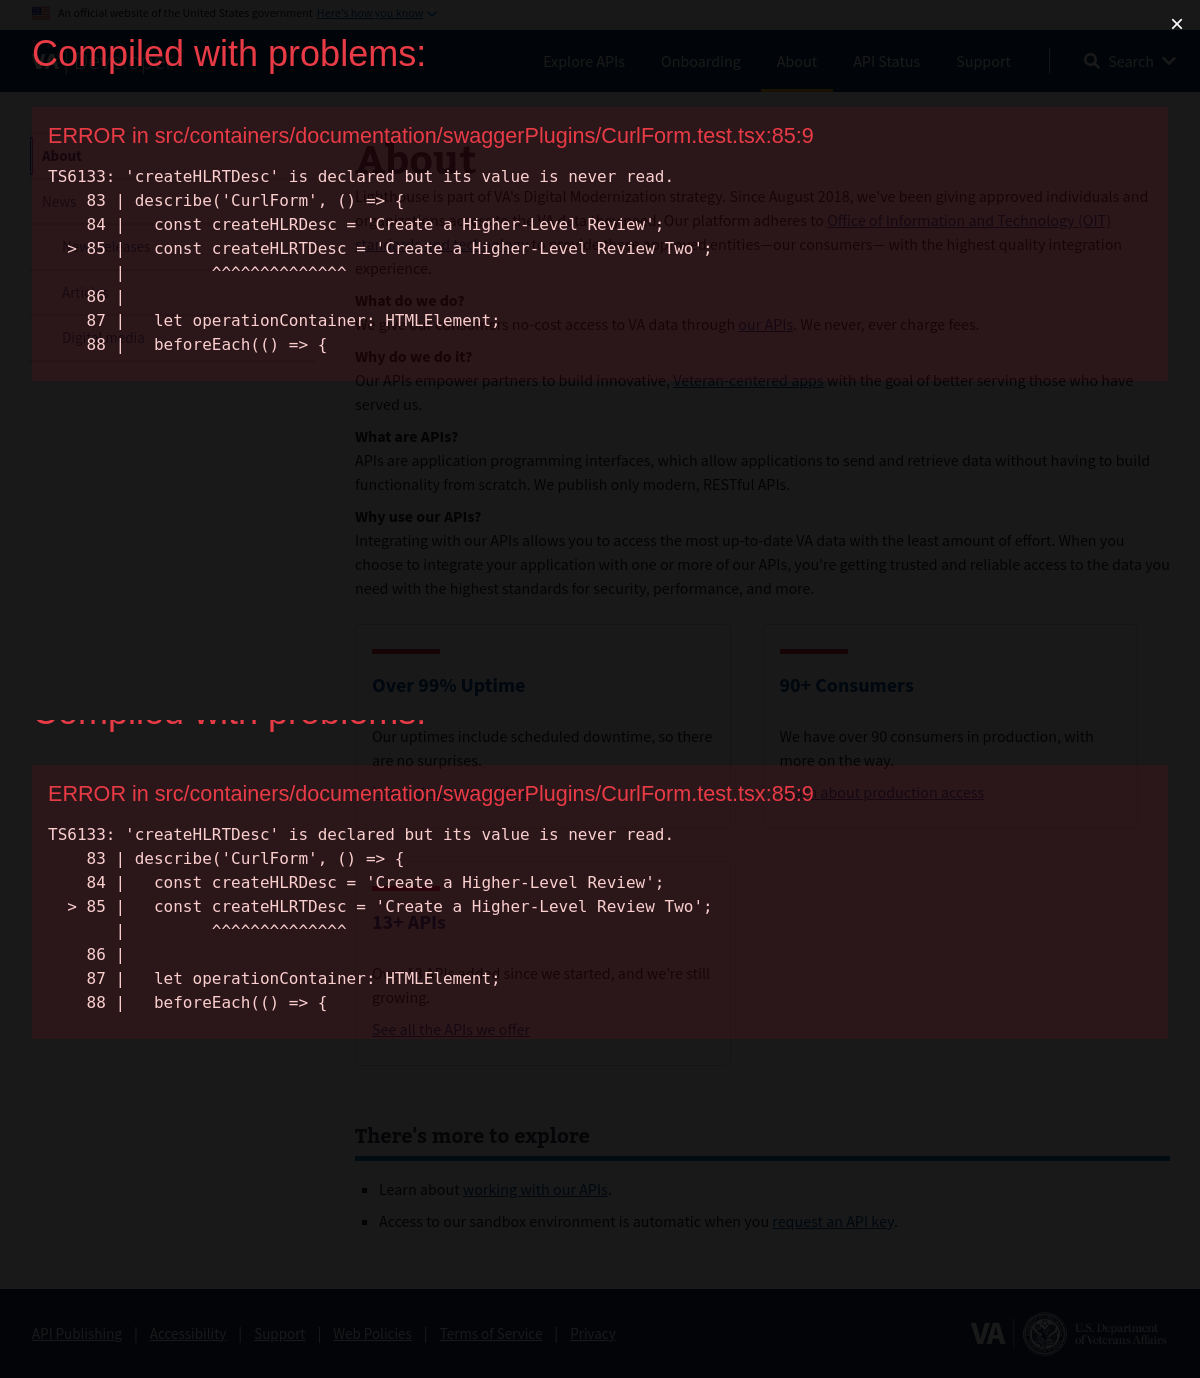 An official website of the United States government Here's how you know
×
Compiled with problems:
Explore APIs
Onboarding
About
API Status
Support
Search
ERROR in src/containers/documentation/swaggerPlugins/CurlForm.test.tsx:85:9
About
About
TS6133: 'createHLRTDesc' is declared but its value is never read.
83 | describe('CurlForm', () => {
84 |   const createHLRDesc = 'Create a Higher-Level Review';
> 85 |   const createHLRTDesc = 'Create a Higher-Level Review Two';
|         ^^^^^^^^^^^^^^
86 |
87 |   let operationContainer: HTMLElement;
88 |   beforeEach(() => {
News
Lighthouse is part of VA's Digital Modernization strategy. Since August 2018, we've been giving approved individuals and
Our platform adheres to Office of Information and Technology (OIT)
entities—our consumers— with the highest quality integration
experience.
What do we do?
no-cost access to VA data through our APIs. We never, ever charge fees.
Why do we do it?
Our APIs empower partners to build innovative, Veteran-centered apps with the goal of better serving those who have
served us.
What are APIs?
APIs are application programming interfaces, which allow applications to send and retrieve data without having to build
functionality from scratch. We publish only modern, RESTful APIs.
Why use our APIs?
Integrating with our APIs allows you to access the most up-to-date VA data with the least amount of effort. When you
choose to integrate your application with one or more of our APIs, you're getting trusted and reliable access to the data you
need with the highest standards for security, performance, and more.
Over 99% Uptime
Our uptimes include scheduled downtime, so there
are no surprises.
90+ Consumers
We have over 90 consumers in production, with
more on the way.
about production access
Compiled with problems:
ERROR in src/containers/documentation/swaggerPlugins/CurlForm.test.tsx:85:9
TS6133: 'createHLRTDesc' is declared but its value is never read.
83 | describe('CurlForm', () => {
84 |   const createHLRDesc = 'Create a Higher-Level Review';
> 85 |   const createHLRTDesc = 'Create a Higher-Level Review Two';
|         ^^^^^^^^^^^^^^
86 |
87 |   let operationContainer: HTMLElement;
88 |   beforeEach(() => {
13+ APIs
since we started, and we're still
growing.
See all the APIs we offer
There's more to explore
Learn about working with our APIs.
Access to our sandbox environment is automatic when you request an API key.
API Publishing | Accessibility | Support | Web Policies | Terms of Service | Privacy
VA
U.S. Department
of Veterans Affairs